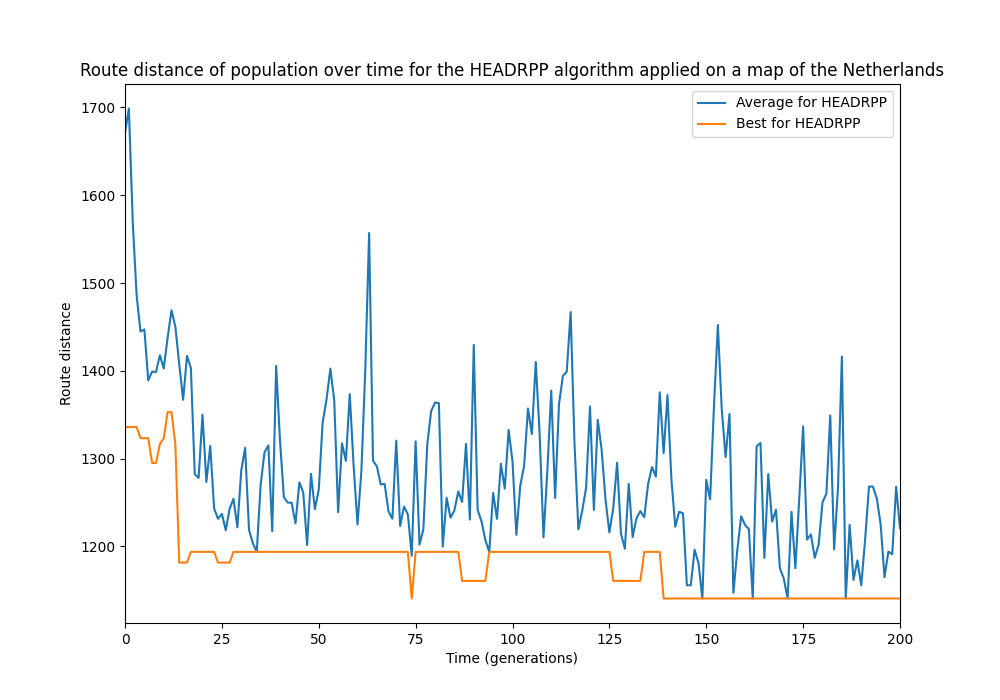 Route distance of population over time for the HEADRPP algorithm applied on a map of the Netherlands
Average for HEADRPP
Best for HEADRPP
1700
1600
1500
1400
1300
1200
Route distance
0 25 50 75 100 125 150 175 200
Time (generations)